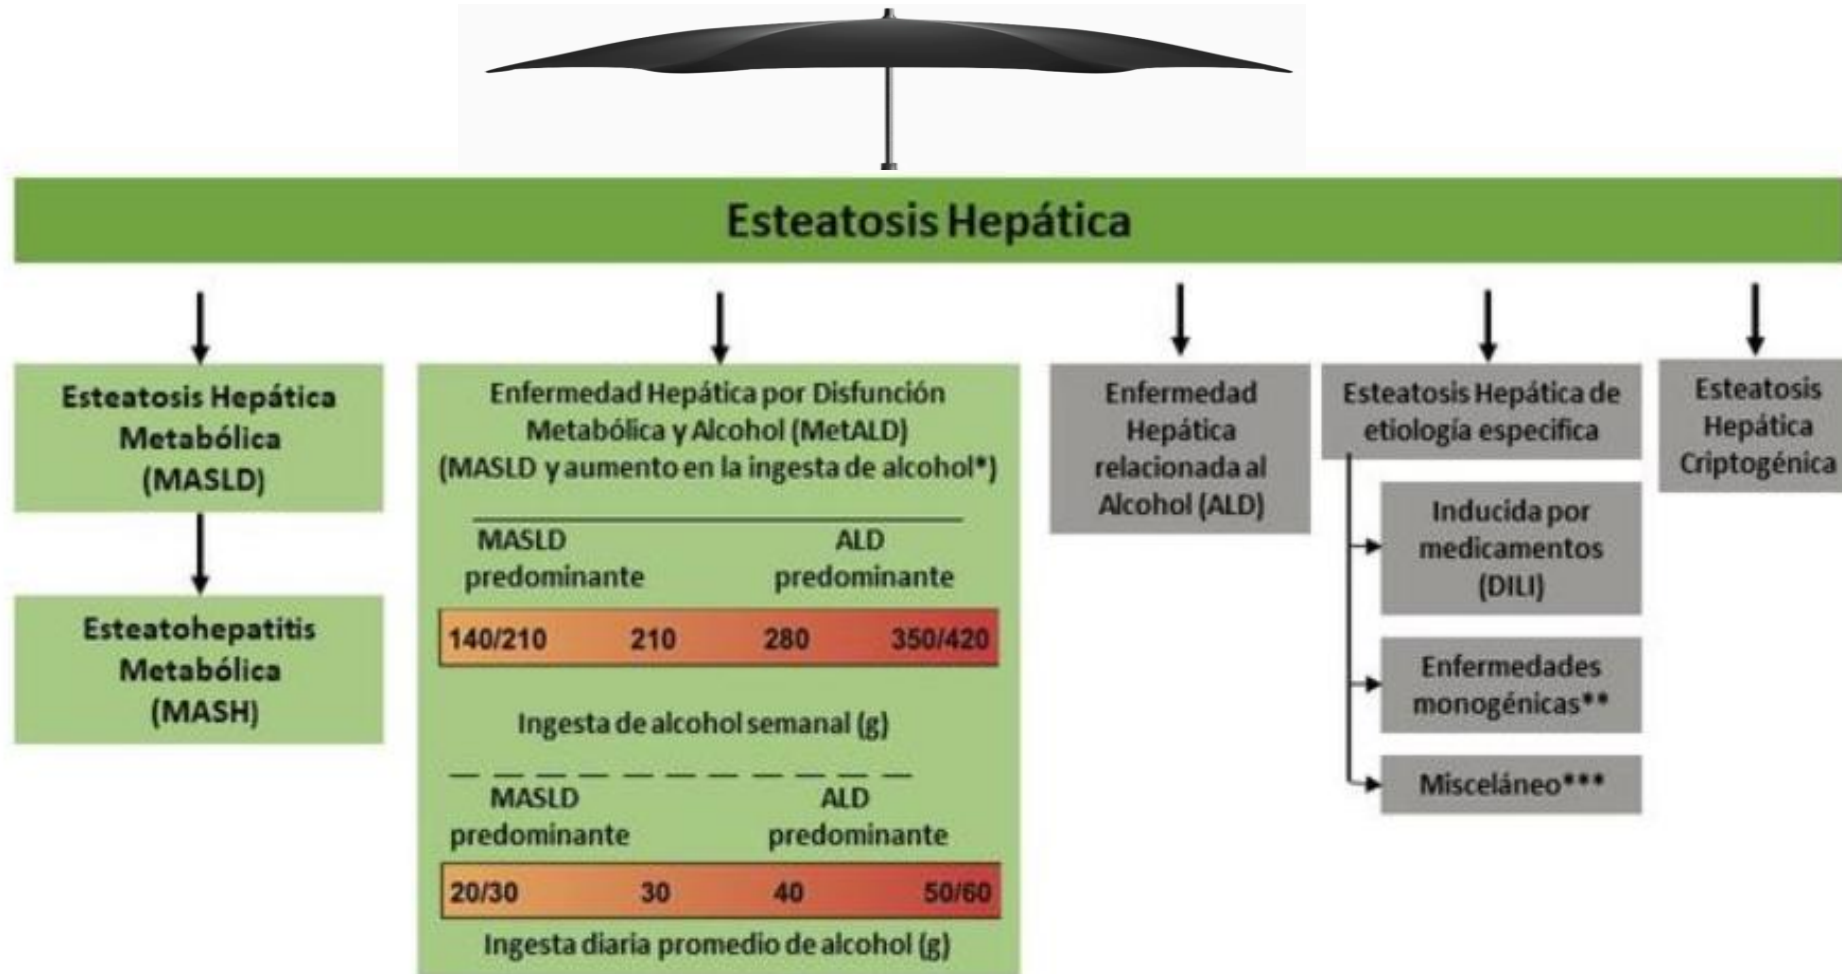 Esteatosis Hepática
Esteatosis Hepática
Metabólica
(MASLD)
Esteatohepatitis
Metabólica
(MASH)
Enfermedad Hepática por Disfunción
Metabólica y Alcohol (MetALD)
(MASLD y aumento en la ingesta de alcohol*)
MASLD
predominante
ALD
predominante
140/210 210 280 350/420
Ingesta de alcohol semanal (g)
MASLD
predominante
ALD
predominante
20/30 30 40 50/60
Ingesta diaria promedio de alcohol (g)
Enfermedad
Hepática
relacionada al
Alcohol (ALD)
Esteatosis Hepática de
etiología especifica
Inducida por
medicamentos
(DILI)
Enfermedades
monogénicas**
Misceláneo***
Esteatosis
Hepática
Criptogénica